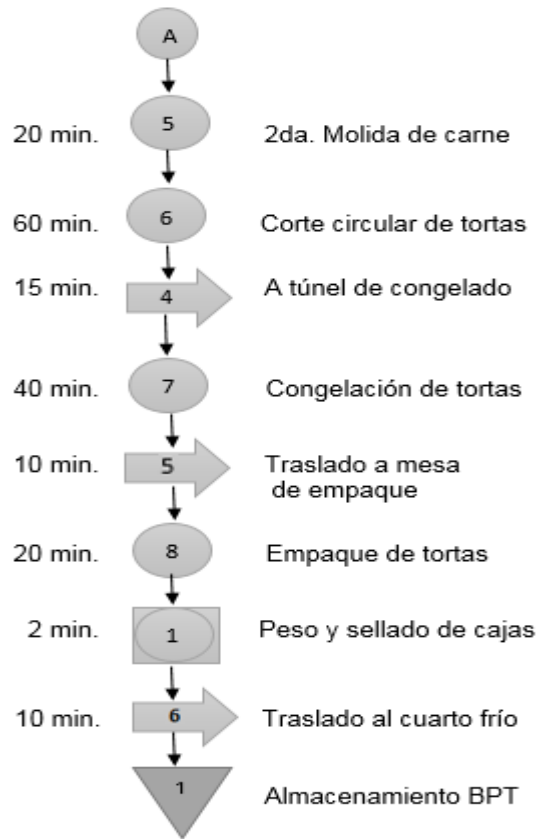 A
20 min. 5 2da. Molida de carne
60 min. 6 Corte circular de tortas
15 min. 4 A túnel de congelado
40 min. 7 Congelación de tortas
10 min. 5 Traslado a mesa
de empaque
20 min. 8 Empaque de tortas
2 min. 1 Peso y sellado de cajas
10 min. 6 Traslado al cuarto frío
1 Almacenamiento BPT